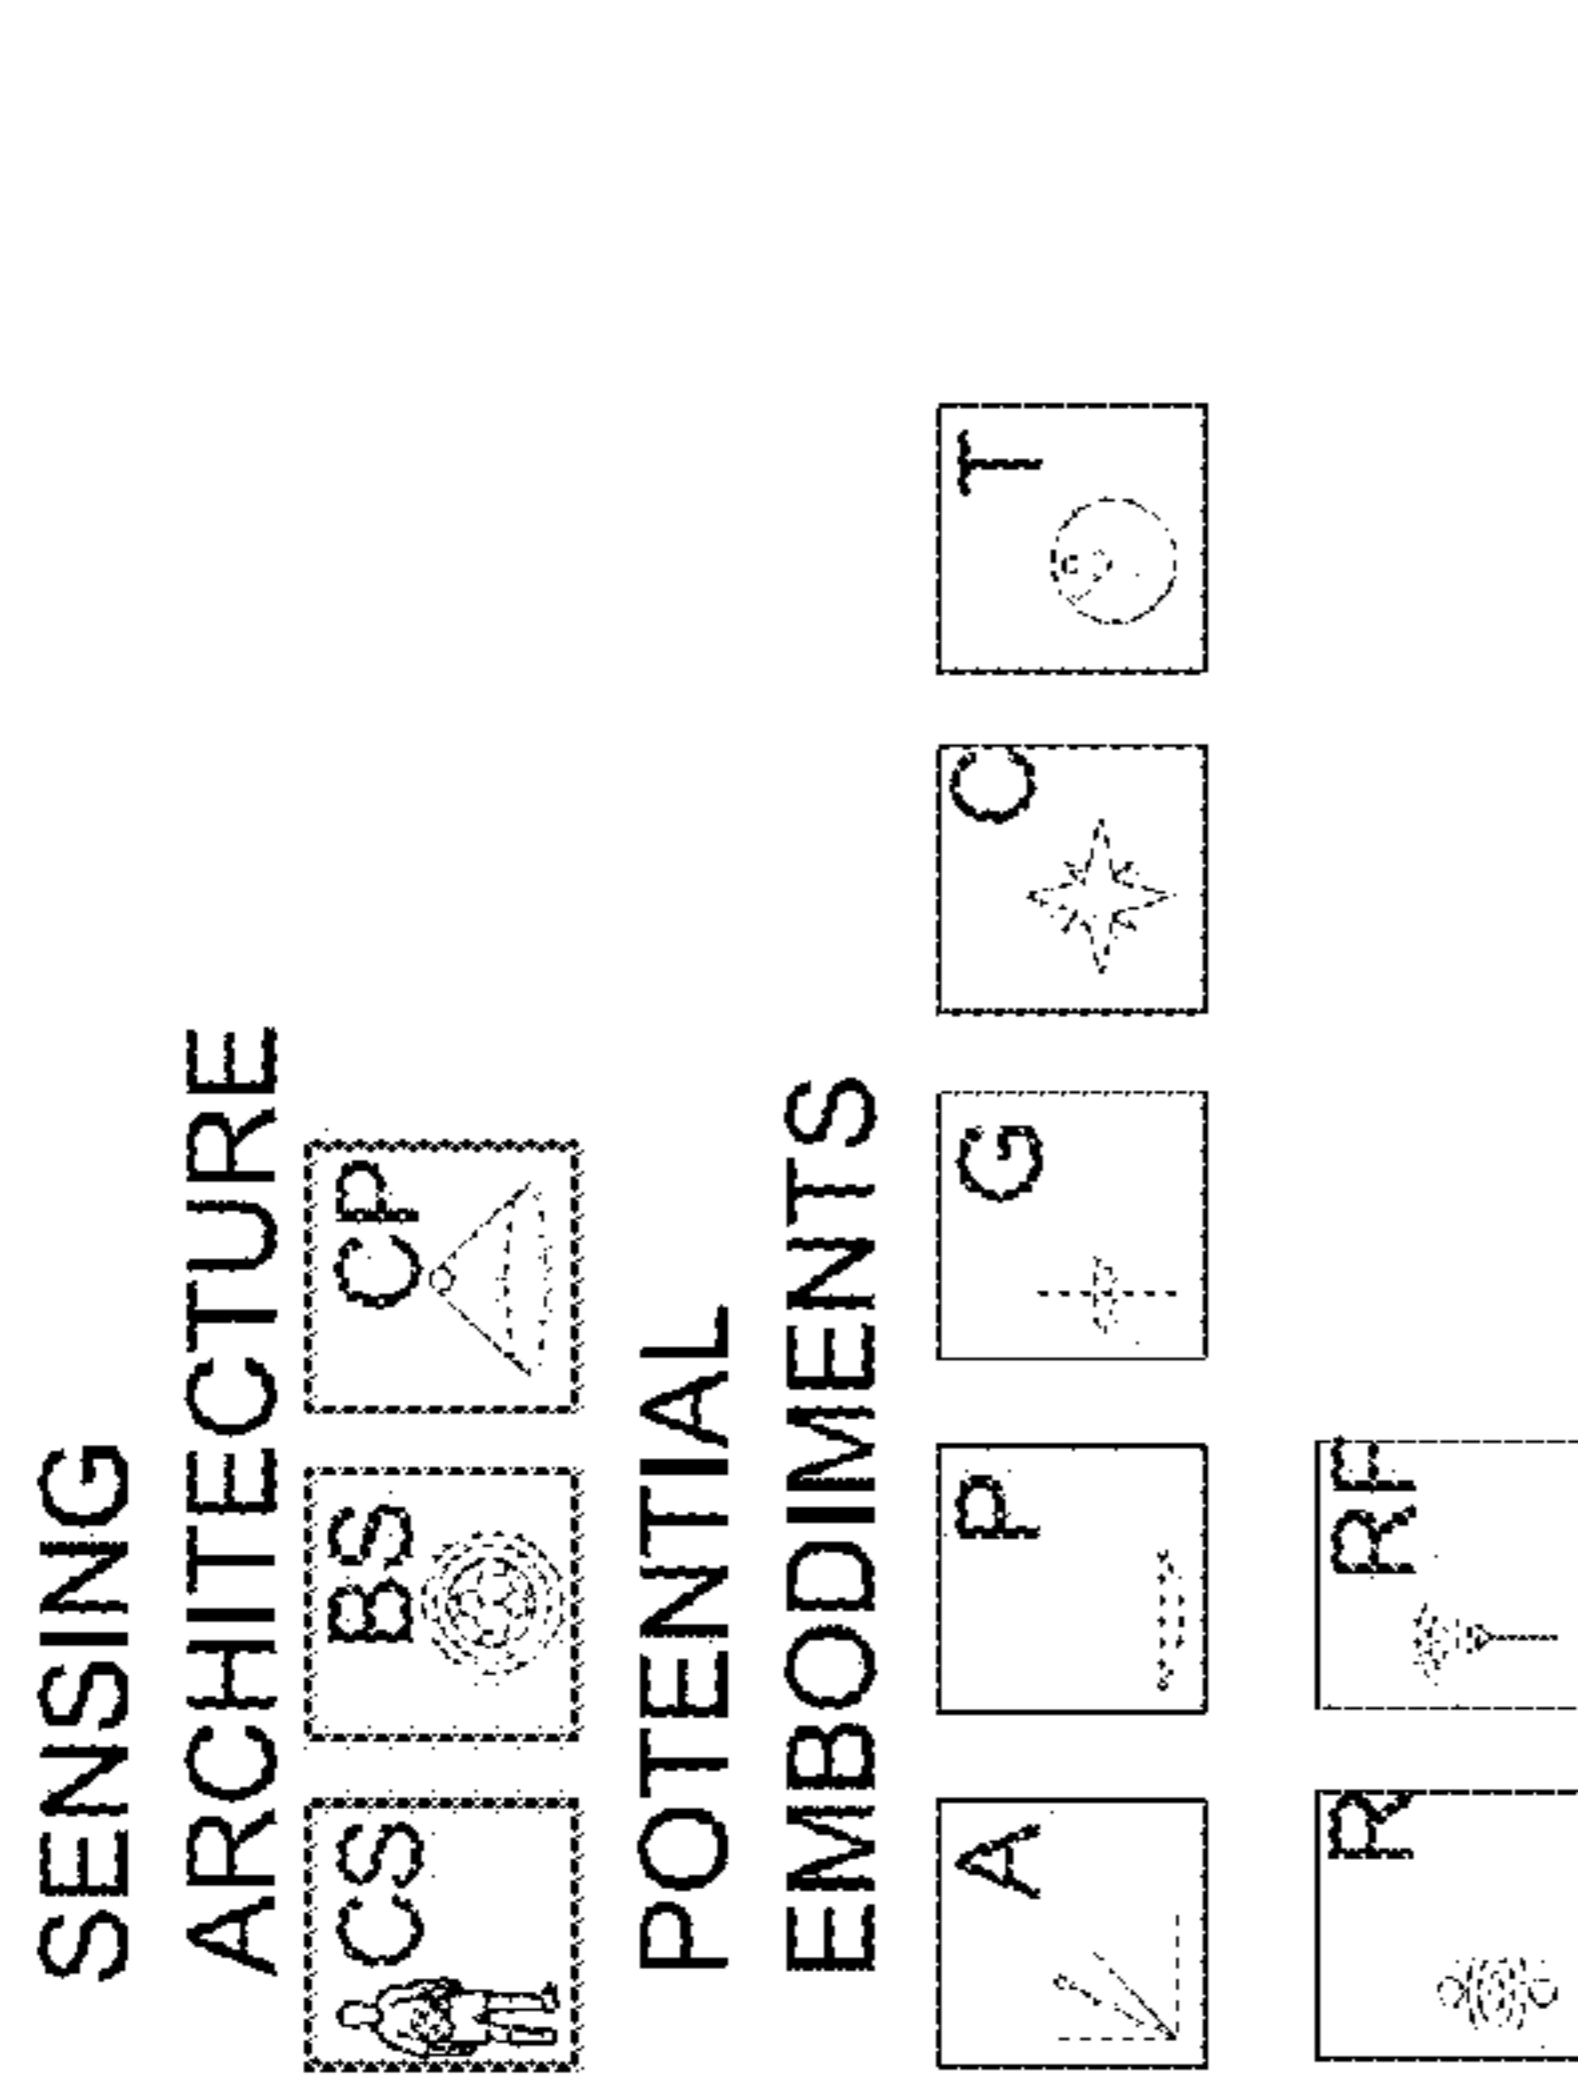 SENSING
ARCHITECTURE
CS BS CP
POTENTIAL
EMBODIMENTS
A P G C T
R RF